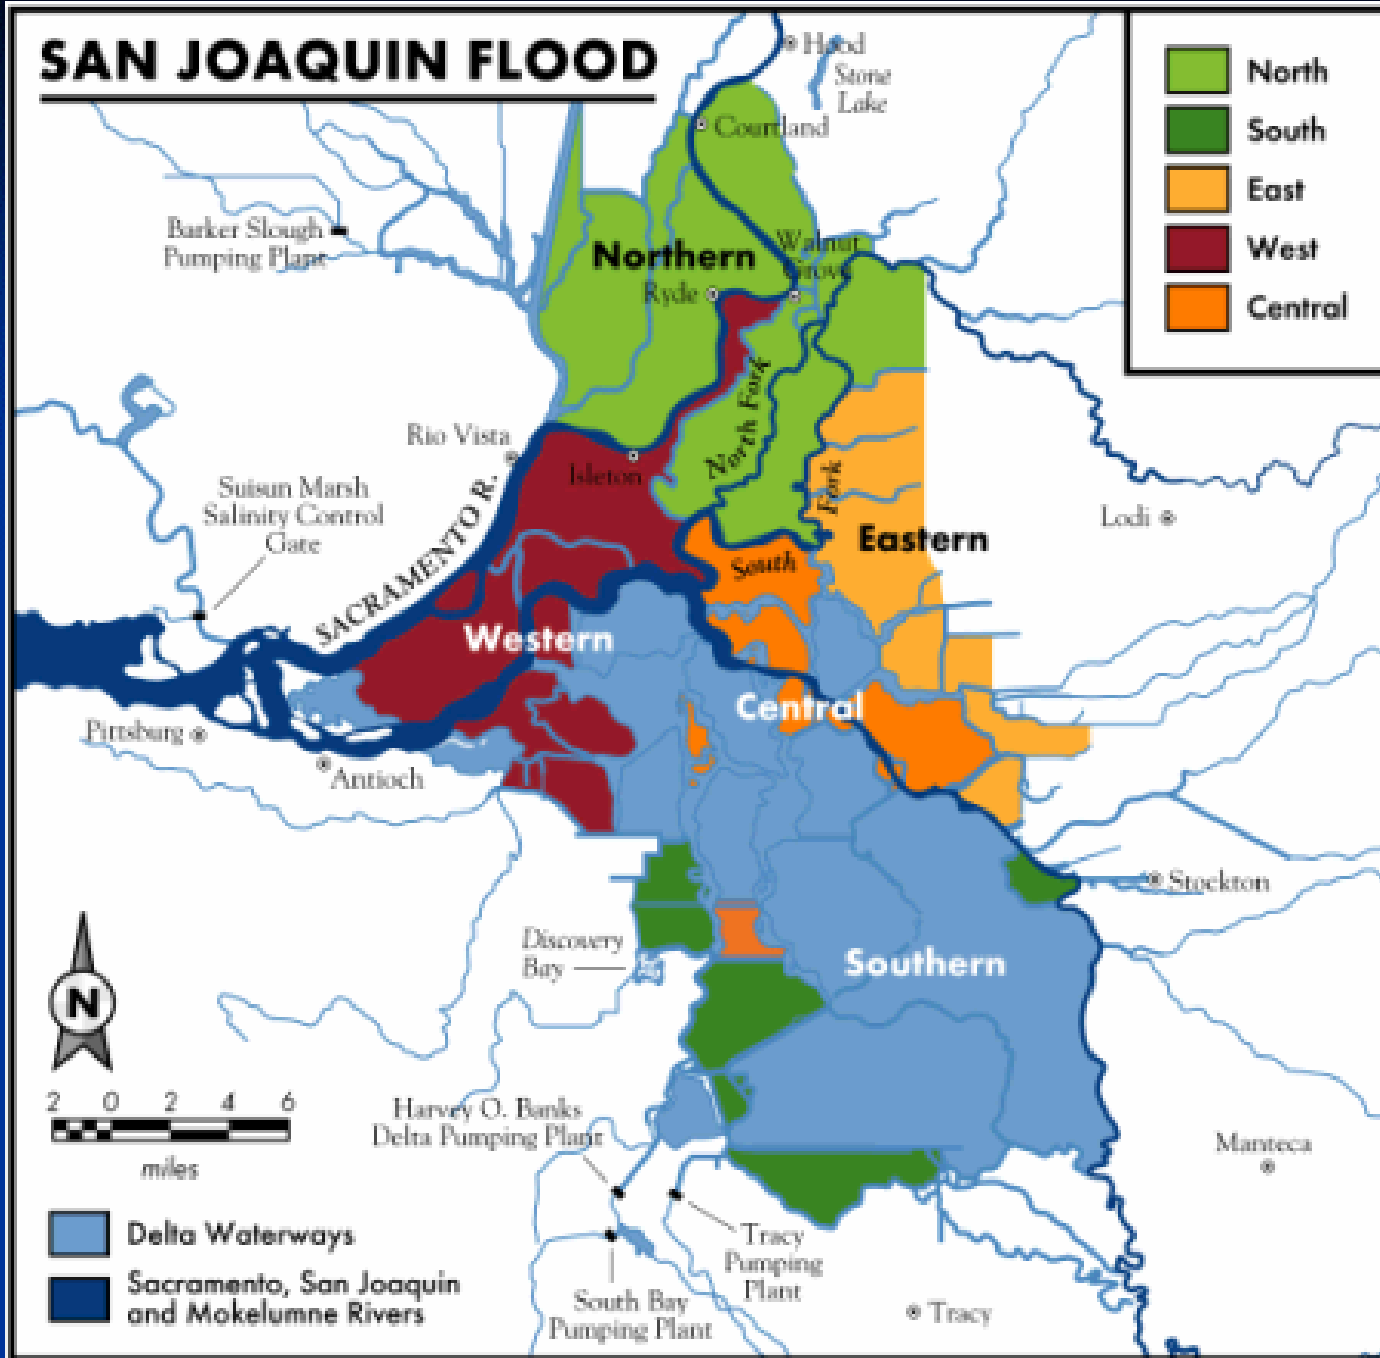 SAN JOAQUIN FLOOD
North
South
East
West
Central
Hood
Stone
Lake
Courtland
Barker Slough
Pumping Plant
Northern
Walnut
Grove
Ryde
North Fork
Rio Vista
Isleton
Suisun Marsh
Salinity Control
Gate
SACRAMENTO R.
Fork
South
Lodi
Eastern
Western
Central
Pittsburg
Antioch
Stockton
Discovery
Bay
Southern
N
2 0 2 4 6
miles
Harvey O. Banks
Delta Pumping Plant
Manteca
Tracy
Pumping
Plant
South Bay
Pumping Plant
Tracy
Delta Waterways
Sacramento, San Joaquin
and Mokelumne Rivers